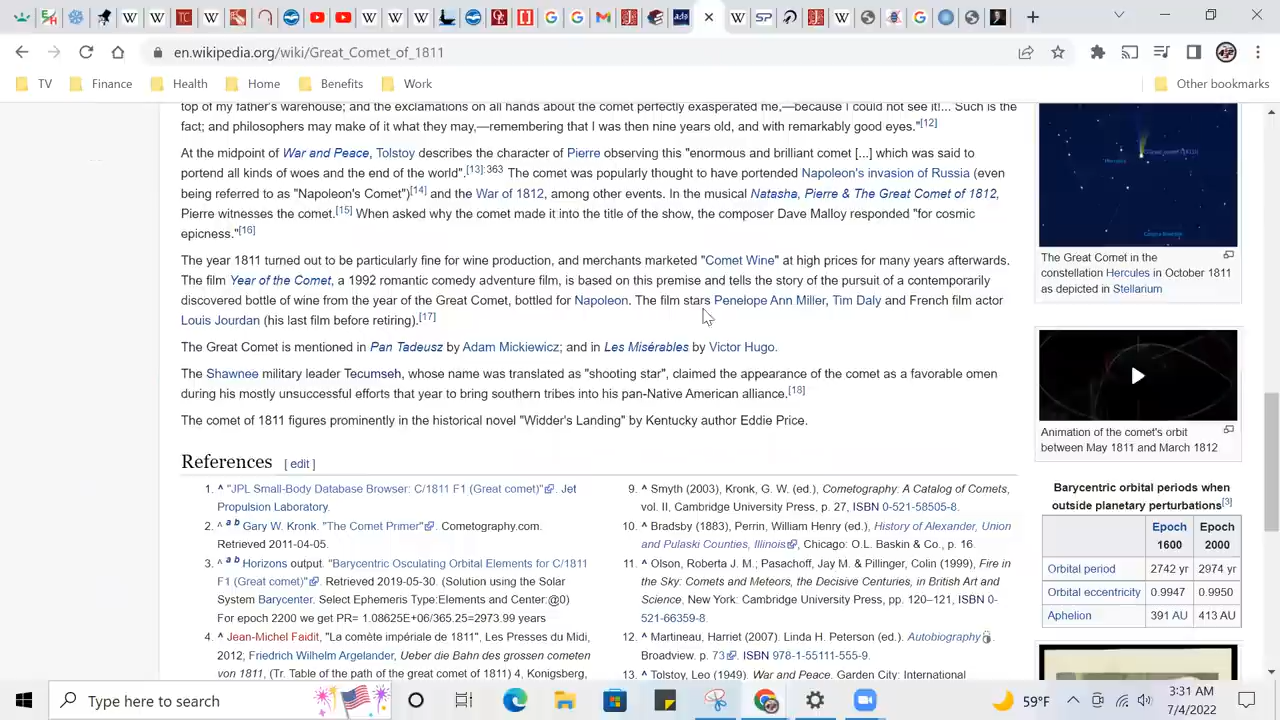 en.wikipedia.org/wiki/Great_Comet_of_1811
TV
Finance
Health
Home
Benefits
Work
Other bookmarks
top of my father's warehouse; and the exclamations on all hands about the comet perfectly exasperated me,—because I could not see it!... Such is the
fact; and philosophers may make of it what they may,—remembering that I was then nine years old, and with remarkably good eyes."[12]
At the midpoint of War and Peace, Tolstoy describes the character of Pierre observing this "enormous and brilliant comet [...] which was said to
portend all kinds of woes and the end of the world".[13]:363 The comet was popularly thought to have portended Napoleon's invasion of Russia (even
being referred to as "Napoleon's Comet")[14] and the War of 1812, among other events. In the musical Natasha, Pierre & The Great Comet of 1812,
Pierre witnesses the comet.[15] When asked why the comet made it into the title of the show, the composer Dave Malloy responded "for cosmic
epicness."[16]
The year 1811 turned out to be particularly fine for wine production, and merchants marketed "Comet Wine" at high prices for many years afterwards.
The film Year of the Comet, a 1992 romantic comedy adventure film, is based on this premise and tells the story of the pursuit of a contemporarily
discovered bottle of wine from the year of the Great Comet, bottled for Napoleon. The film stars Penelope Ann Miller, Tim Daly and French film actor
Louis Jourdan (his last film before retiring).[17]
The Great Comet is mentioned in Pan Tadeusz by Adam Mickiewicz; and in Les Misérables by Victor Hugo.
The Shawnee military leader Tecumseh, whose name was translated as "shooting star", claimed the appearance of the comet as a favorable omen
during his mostly unsuccessful efforts that year to bring southern tribes into his pan-Native American alliance.[18]
The comet of 1811 figures prominently in the historical novel "Widder's Landing" by Kentucky author Eddie Price.
References [ edit ]
1. ^ "JPL Small-Body Database Browser: C/1811 F1 (Great comet)". Jet
Propulsion Laboratory.
2. ^ a b Gary W. Kronk. "The Comet Primer". Cometography.com.
Retrieved 2011-04-05.
3. ^ a b Horizons output. "Barycentric Osculating Orbital Elements for C/1811
F1 (Great comet)". Retrieved 2019-05-30. (Solution using the Solar
System Barycenter. Select Ephemeris Type:Elements and Center:@0)
For epoch 2200 we get PR= 1.08625E+06/365.25=2973.99 years
4. ^ Jean-Michel Faidit, "La comète impériale de 1811", Les Presses du Midi,
2012; Friedrich Wilhelm Argelander, Ueber die Bahn des grossen cometen
von 1811, (Tr. Table of the path of the great comet of 1811) 4, Konigsberg,
9. ^ Smyth (2003), Kronk, G. W. (ed.), Cometography: A Catalog of Comets,
vol. II, Cambridge University Press, p. 27, ISBN 0-521-58505-8.
10. ^ Bradsby (1883), Perrin, William Henry (ed.), History of Alexander, Union
and Pulaski Counties, Illinois, Chicago: O.L. Baskin & Co., p. 16
11. ^ Olson, Roberta J. M.; Pasachoff, Jay M. & Pillinger, Colin (1999), Fire in
the Sky: Comets and Meteors, the Decisive Centuries, in British Art and
Science, New York: Cambridge University Press, pp. 120–121, ISBN 0-
521-66359-8.
12. ^ Martineau, Harriet (2007). Linda H. Peterson (ed.). Autobiography.
Broadview. p. 73. ISBN 978-1-55111-555-9.
13. ^ Tolstoy, Leo (1949). War and Peace. Garden City: International
The Great Comet in the
constellation Hercules in October 1811
as depicted in Stellarium
Animation of the comet's orbit
between May 1811 and March 1812
Barycentric orbital periods when
outside planetary perturbations[3]
Epoch 1600 Epoch 2000
Orbital period 2742 yr 2974 yr
Orbital eccentricity 0.9947 0.9950
Aphelion 391 AU 413 AU
Type here to search
59°F
3:31 AM
7/4/2022